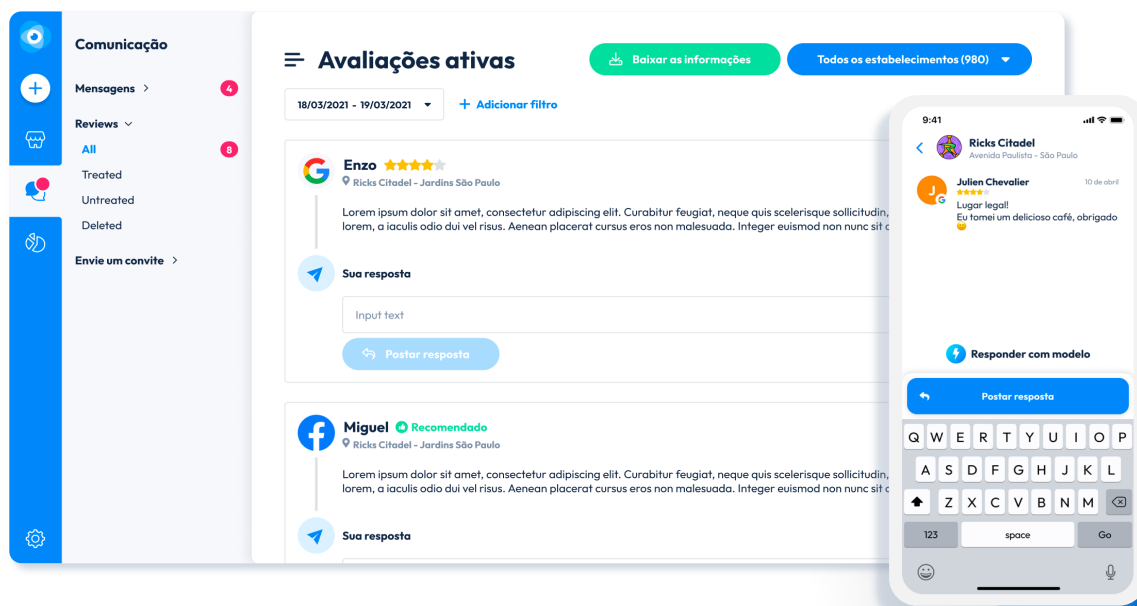 Comunicação
Mensagens
4
Reviews
All
8
Treated
Untreated
Deleted
Envie um convite
Avaliações ativas
Baixar as informações
Todos os estabelecimentos (980)
18/03/2021 - 19/03/2021
+ Adicionar filtro
Enzo
Ricks Citadel - Jardins São Paulo
Lorem ipsum dolor sit amet, consectetur adipiscing elit. Curabitur feugiat, neque quis scelerisque sollicitudin,
lorem, a iaculis odio dui vel risus. Aenean placerat cursus eros non malesuada. Integer euismod non nunc sit
Sua resposta
Input text
Postar resposta
Miguel Recomendado
Ricks Citadel - Jardins São Paulo
Lorem ipsum dolor sit amet, consectetur adipiscing elit. Curabitur feugiat, neque quis scelerisque sollicitudin,
lorem, a iaculis odio dui vel risus. Aenean placerat cursus eros non malesuada. Integer euismod non nunc sit
Sua resposta
9:41
Ricks Citadel
Avenida Paulista - São Paulo
Julien Chevalier
10 de abril
J
Lugar legal!
Eu tomei um delicioso café, obrigado
Responder com modelo
Postar resposta
Q W E R T Y U I O P
A S D F G H J K L
Z X C V B N M
123 space Go